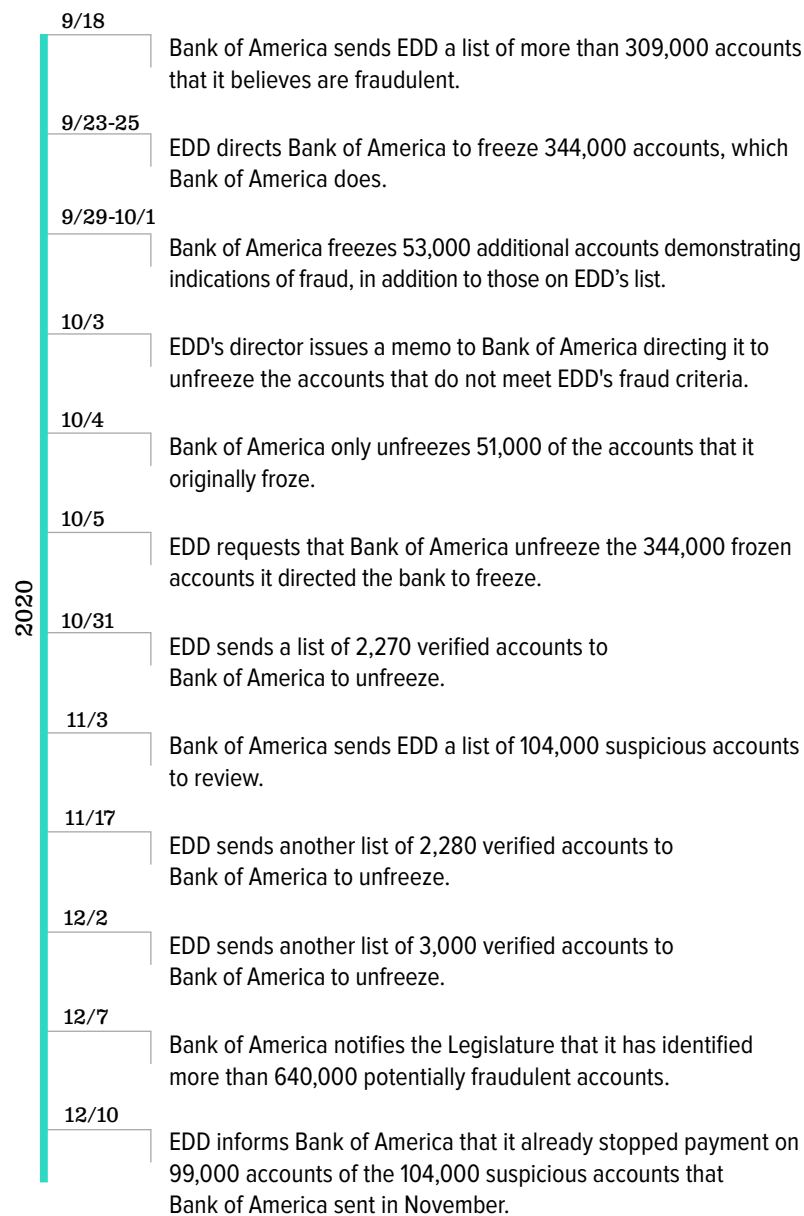 9/18
Bank of America sends EDD a list of more than 309,000 accounts
that it believes are fraudulent.
9/23-25
EDD directs Bank of America to freeze 344,000 accounts, which
Bank of America does.
9/29-10/1
Bank of America freezes 53,000 additional accounts demonstrating
indications of fraud, in addition to those on EDD’s list.
10/3
EDD's director issues a memo to Bank of America directing it to
unfreeze the accounts that do not meet EDD's fraud criteria.
10/4
Bank of America only unfreezes 51,000 of the accounts that it
originally froze.
10/5
EDD requests that Bank of America unfreeze the 344,000 frozen
accounts it directed the bank to freeze.
2020
10/31
EDD sends a list of 2,270 verified accounts to
Bank of America to unfreeze.
11/3
Bank of America sends EDD a list of 104,000 suspicious accounts
to review.
11/17
EDD sends another list of 2,280 verified accounts to
Bank of America to unfreeze.
12/2
EDD sends another list of 3,000 verified accounts to
Bank of America to unfreeze.
12/7
Bank of America notifies the Legislature that it has identified
more than 640,000 potentially fraudulent accounts.
12/10
EDD informs Bank of America that it already stopped payment on
99,000 accounts of the 104,000 suspicious accounts that
Bank of America sent in November.